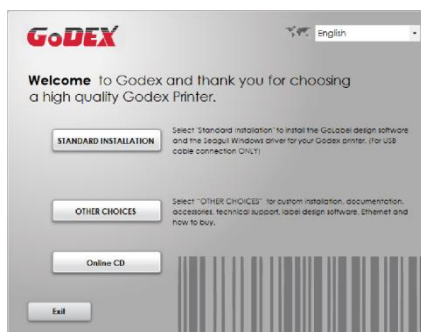 GoDEX
English
Welcome to Godex and thank you for choosing
a high quality Godex Printer.
STANDARD INSTALLATION
Select "Standard Installation" to install the GoLabel design software
and the Seagull Windows driver for your Godex printer. (for USB
cable connection ONLY)
OTHER CHOICES
Select "OTHER CHOICES" for custom installation, documentation,
accessories, technical support, label design software, Ethernet and
how to buy.
Online CD
Exit